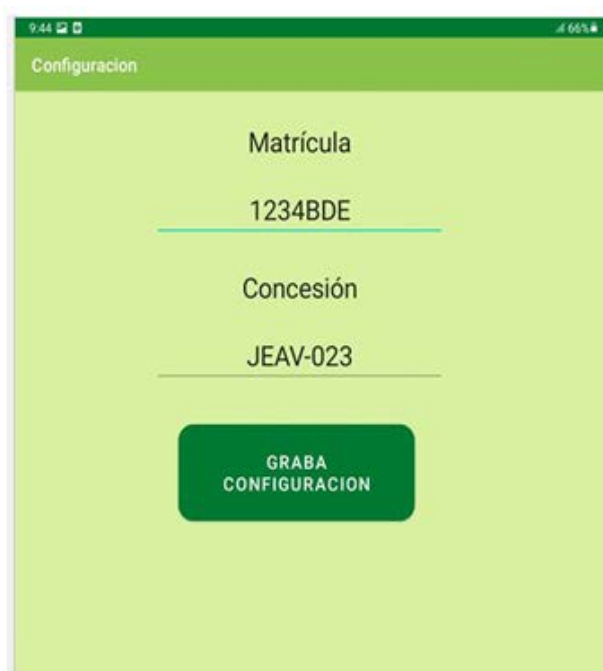 9:44 66%
Configuracion
Matrícula
1234BDE
Concesión
JEAV-023
GRABA
CONFIGURACION